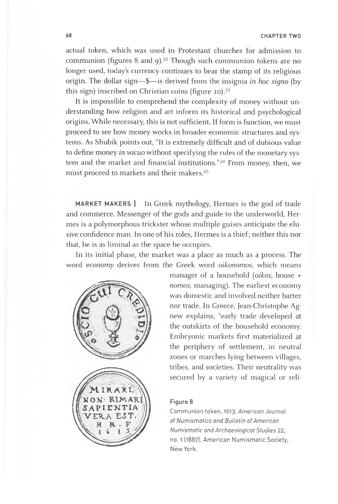 68
CHAPTER TWO
actual token, which was used in Protestant churches for admission to
communion (figures 8 and 9).22 Though such communion tokens are no
longer used, today's currency continues to bear the stamp of its religious
origin. The dollar sign—$—is derived from the insignia in hoc signo (by
this sign) inscribed on Christian coins (figure 10).23
It is impossible to comprehend the complexity of money without un-
derstanding how religion and art inform its historical and psychological
origins. While necessary, this is not sufficient. If form is function, we must
proceed to see how money works in broader economic structures and sys-
tems. As Shubik points out, "It is extremely difficult and of dubious value
to define money in vacuo without specifying the rules of the monetary sys-
tem and the market and financial institutions."24 From money, then, we
must proceed to markets and their makers.25
MARKET MAKERS ] In Greek mythology, Hermes is the god of trade
and commerce. Messenger of the gods and guide to the underworld, Her-
mes is a polymorphous trickster whose multiple guises anticipate the elu-
sive confidence man. In one of his roles, Hermes is a thief; neither this nor
that, he is as liminal as the space he occupies.
In its initial phase, the market was a place as much as a process. The
word economy derives from the Greek word oikonomos, which means
manager of a household (oikos, house +
nomos, managing). The earliest economy
was domestic and involved neither barter
nor trade. In Greece, Jean-Christophe Ag-
new explains, "early trade developed at
the outskirts of the household economy.
Embryonic markets first materialized at
the periphery of settlement, in neutral
zones or marches lying between villages,
tribes, and societies. Their neutrality was
secured by a variety of magical or reli-
SCIO CUI CREDIDI
MIRARI.
NON RIMARI
SAPIENTIA
VERA EST.
H R F
1613
Figure 8
Communion token, 1613. American Journal
of Numismatics and Bulletin of American
Numismatic and Archaeological Studies 22,
no. 1 (1887). American Numismatic Society,
New York.